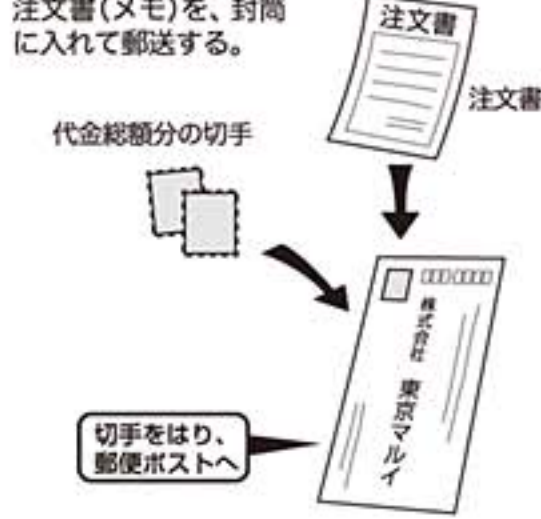 注文書(メモ)を、封筒
に入れて郵送する。
注文書
注文書
代金総額分の切手
株式会社 東京マルイ
切手をはり、
郵便ポストへ